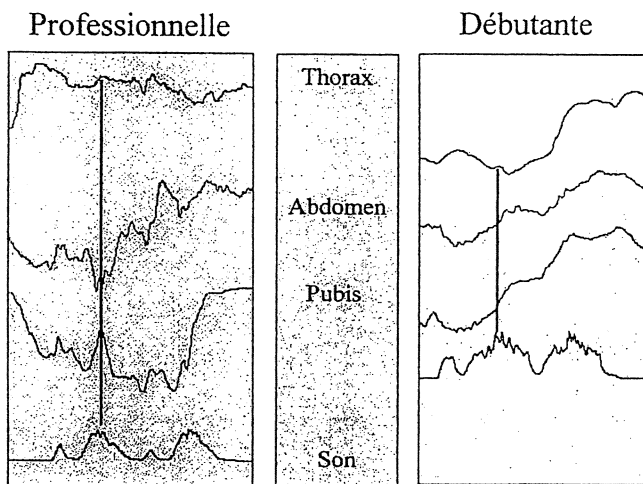 Professionnelle
Débutante
Thorax
Abdomen
Pubis
Son